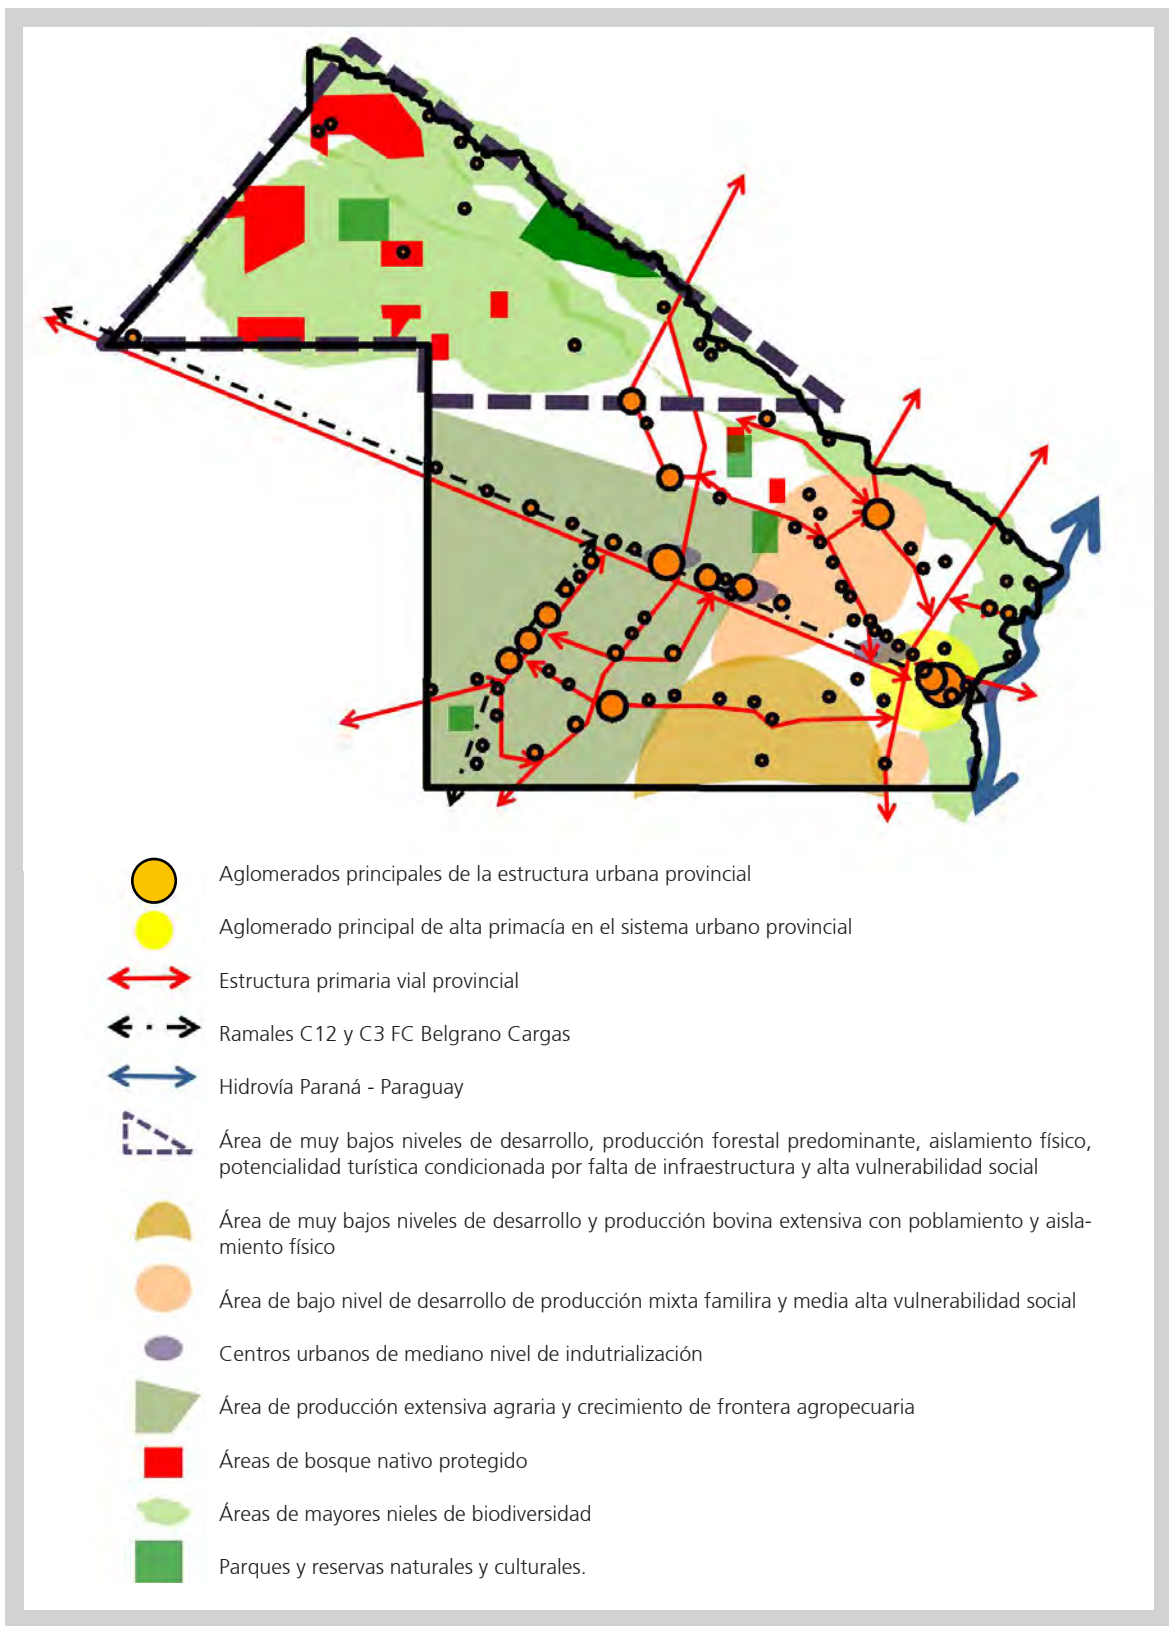 Aglomerados principales de la estructura urbana provincial
Aglomerado principal de alta primacía en el sistema urbano provincial
Estructura primaria vial provincial
Ramales C12 y C3 FC Belgrano Cargas
Hidrovía Paraná - Paraguay
Área de muy bajos niveles de desarrollo, producción forestal predominante, aislamiento físico,
potencialidad turística condicionada por falta de infraestructura y alta vulnerabilidad social
Área de muy bajos niveles de desarrollo y producción bovina extensiva con poblamiento y aisla-
miento físico
Área de bajo nivel de desarrollo de producción mixta familira y media alta vulnerabilidad social
Centros urbanos de mediano nivel de indutrialización
Área de producción extensiva agraria y crecimiento de frontera agropecuaria
Áreas de bosque nativo protegido
Áreas de mayores nieles de biodiversidad
Parques y reservas naturales y culturales.